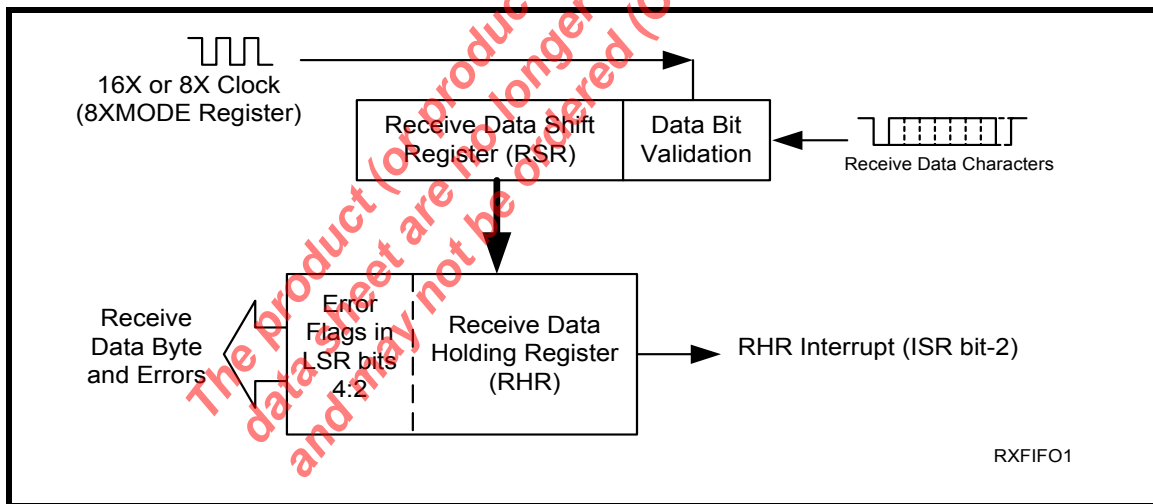 16X or 8X Clock
(8XMODE Register)
Receive Data Shift
Register (RSR)
Data Bit
Validation
Receive Data Characters
Receive
Data Byte
and Errors
Error
Flags in
LSR bits
4:2
Receive Data
Holding Register
(RHR)
RHR Interrupt (ISR bit-2)
RXFIFO1
The product (or produc
data sheet are no longer
and may not be ordered (O